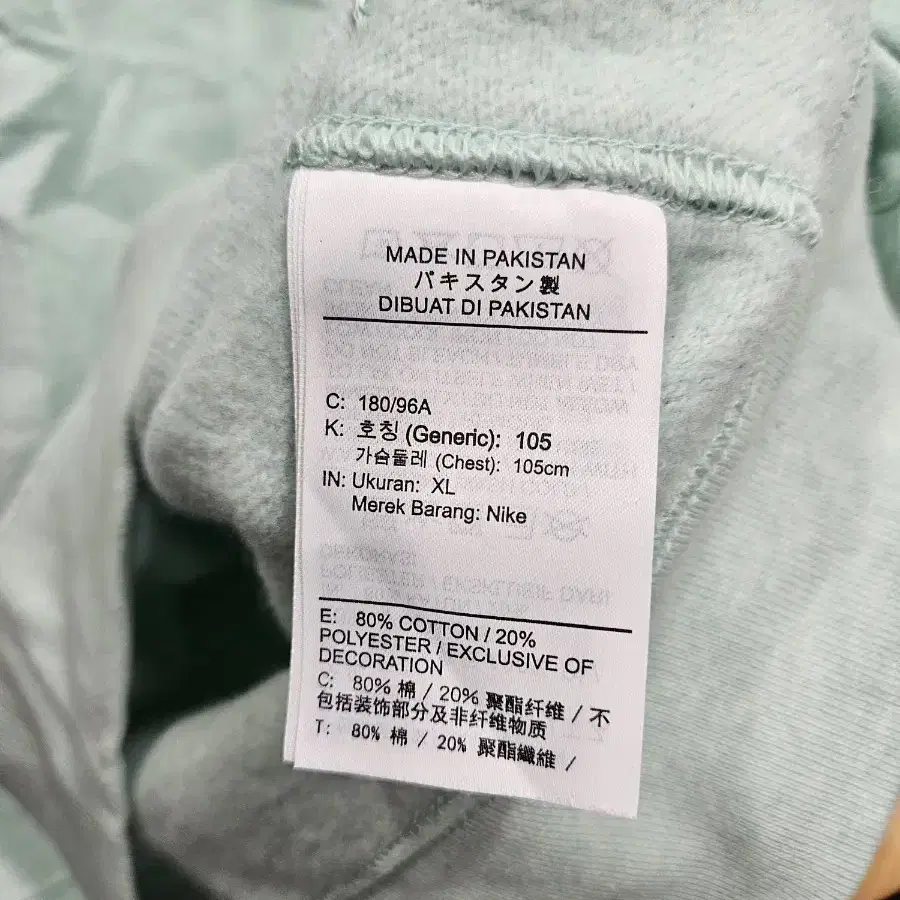 MADE IN PAKISTAN
パキスタン製
DIBUAT DI PAKISTAN
C: 180/96A
K: 호칭 (Generic): 105
가슴둘레 (Chest): 105cm
IN: Ukuran: XL
Merek Barang: Nike
E: 80% COTTON / 20%
POLYESTER / EXCLUSIVE OF
DECORATION
C: 80% 棉 / 20% 聚酯纤维 / 不
包括装饰部分及非纤维物质
T: 80% 棉 / 20% 聚酯纖維 /